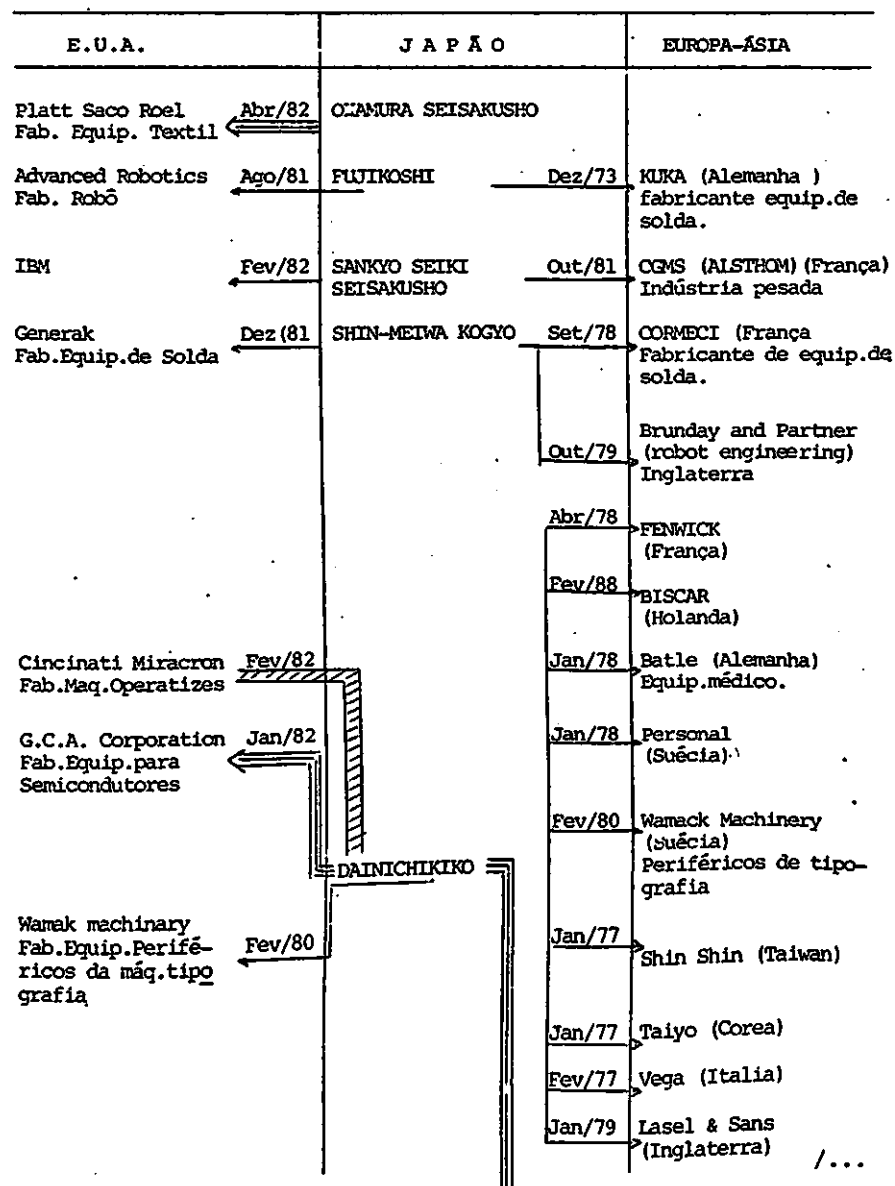 E.U.A. JAPÃO EUROPA-ÁSIA
Platt Saco Roel Abr/82 OZAMURA SEISAKUSHO
Fab. Equip. Textil
Advanced Robotics Ago/81 FUJIKOSHI Dez/73 KUKA (Alemanha )
Fab. Robô fabricante equip.de
solda.
IBM Fev/82 SANKYO SEIKI Out/81 CGMS (ALSTHOM) (França)
SEISAKUSHO Indústria pesada
Generak Dez(81 SHIN-MEIWA KOGYO Set/78 CORMECI (França
Fab.Equip.de Solda Fabricante de equip.de
solda.
Brunday and Partner
Out/79 (robot engineering)
Inglaterra
Abr/78 FENWICK
(França)
Fev/88 BISCAR
(Holanda)
Cincinati Miracron Fev/82 Jan/78 Batle (Alemanha)
Fab.Maq.Operatizes Equip.médico.
G.C.A. Corporation Jan/82 Jan/78 Personal
Fab.Equip.para (Suécia)
Semicondutores
Fev/80 Wamack Machinery
(Suécia)
DAINICHIKIKO Periféricos de tipo-
grafia
Wamak machinary
Fab.Equip.Perifé- Fev/80 Jan/77 Shin Shin (Taiwan)
ricos da máq.tipo
grafia
Jan/77 Taiyo (Corea)
Fev/77 Vega (Italia)
Jan/79 Lasel & Sans
(Inglaterra)
/...